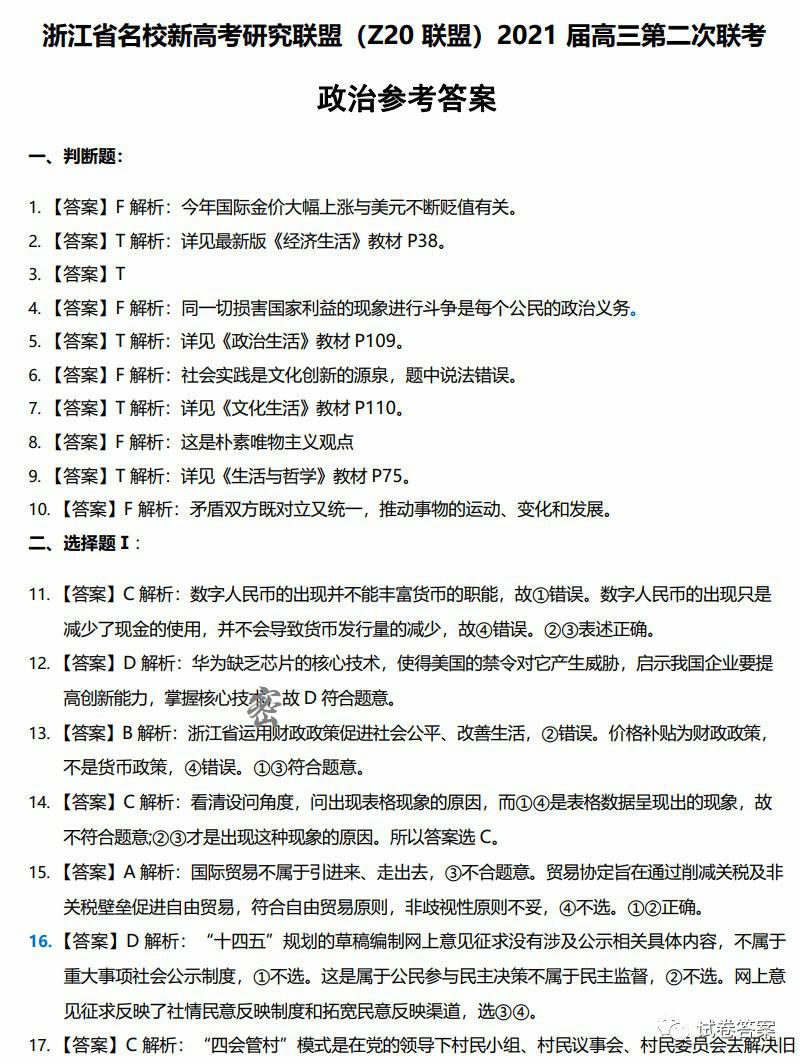 浙江省名校新高考研究联盟（Z20 联盟）2021 届高三第二次联考
政治参考答案
一、判断题：
1. 【答案】F 解析：今年国际金价大幅上涨与美元不断贬值有关。
2. 【答案】T 解析：详见最新版《经济生活》教材 P38。
3. 【答案】T
4. 【答案】F 解析：同一切损害国家利益的现象进行斗争是每个公民的政治义务。
5. 【答案】T 解析：详见《政治生活》教材 P109。
6. 【答案】F 解析：社会实践是文化创新的源泉，题中说法错误。
7. 【答案】T 解析：详见《文化生活》教材 P110。
8. 【答案】F 解析：这是朴素唯物主义观点
9. 【答案】T 解析：详见《生活与哲学》教材 P75。
10. 【答案】F 解析：矛盾双方既对立又统一，推动事物的运动、变化和发展。
二、选择题 I：
11. 【答案】C 解析：数字人民币的出现并不能丰富货币的职能，故①错误。数字人民币的出现只是
减少了现金的使用，并不会导致货币发行量的减少，故④错误。②③表述正确。
12. 【答案】D 解析：华为缺乏芯片的核心技术，使得美国的禁令对它产生威胁，启示我国企业要提
高创新能力，掌握核心技术，故 D 符合题意。
密
13. 【答案】B 解析：浙江省运用财政政策促进社会公平、改善生活，②错误。价格补贴为财政政策，
不是货币政策，④错误。①③符合题意。
14. 【答案】C 解析：看清设问角度，问出现表格现象的原因，而①④是表格数据呈现出的现象，故
不符合题意;②③才是出现这种现象的原因。所以答案选 C。
15. 【答案】A 解析：国际贸易不属于引进来、走出去，③不合题意。贸易协定旨在通过削减关税及非
关税壁垒促进自由贸易，符合自由贸易原则，非歧视性原则不妥，④不选。①②正确。
16. 【答案】D 解析：“十四五”规划的草稿编制网上意见征求没有涉及公示相关具体内容，不属于
重大事项社会公示制度，①不选。这是属于公民参与民主决策不属于民主监督，②不选。网上意
见征求反映了社情民意反映制度和拓宽民意反映渠道，选③④。
试卷答案
17. 【答案】C 解析：“四会管村”模式是在党的领导下村民小组、村民议事会、村民委员会去解决旧